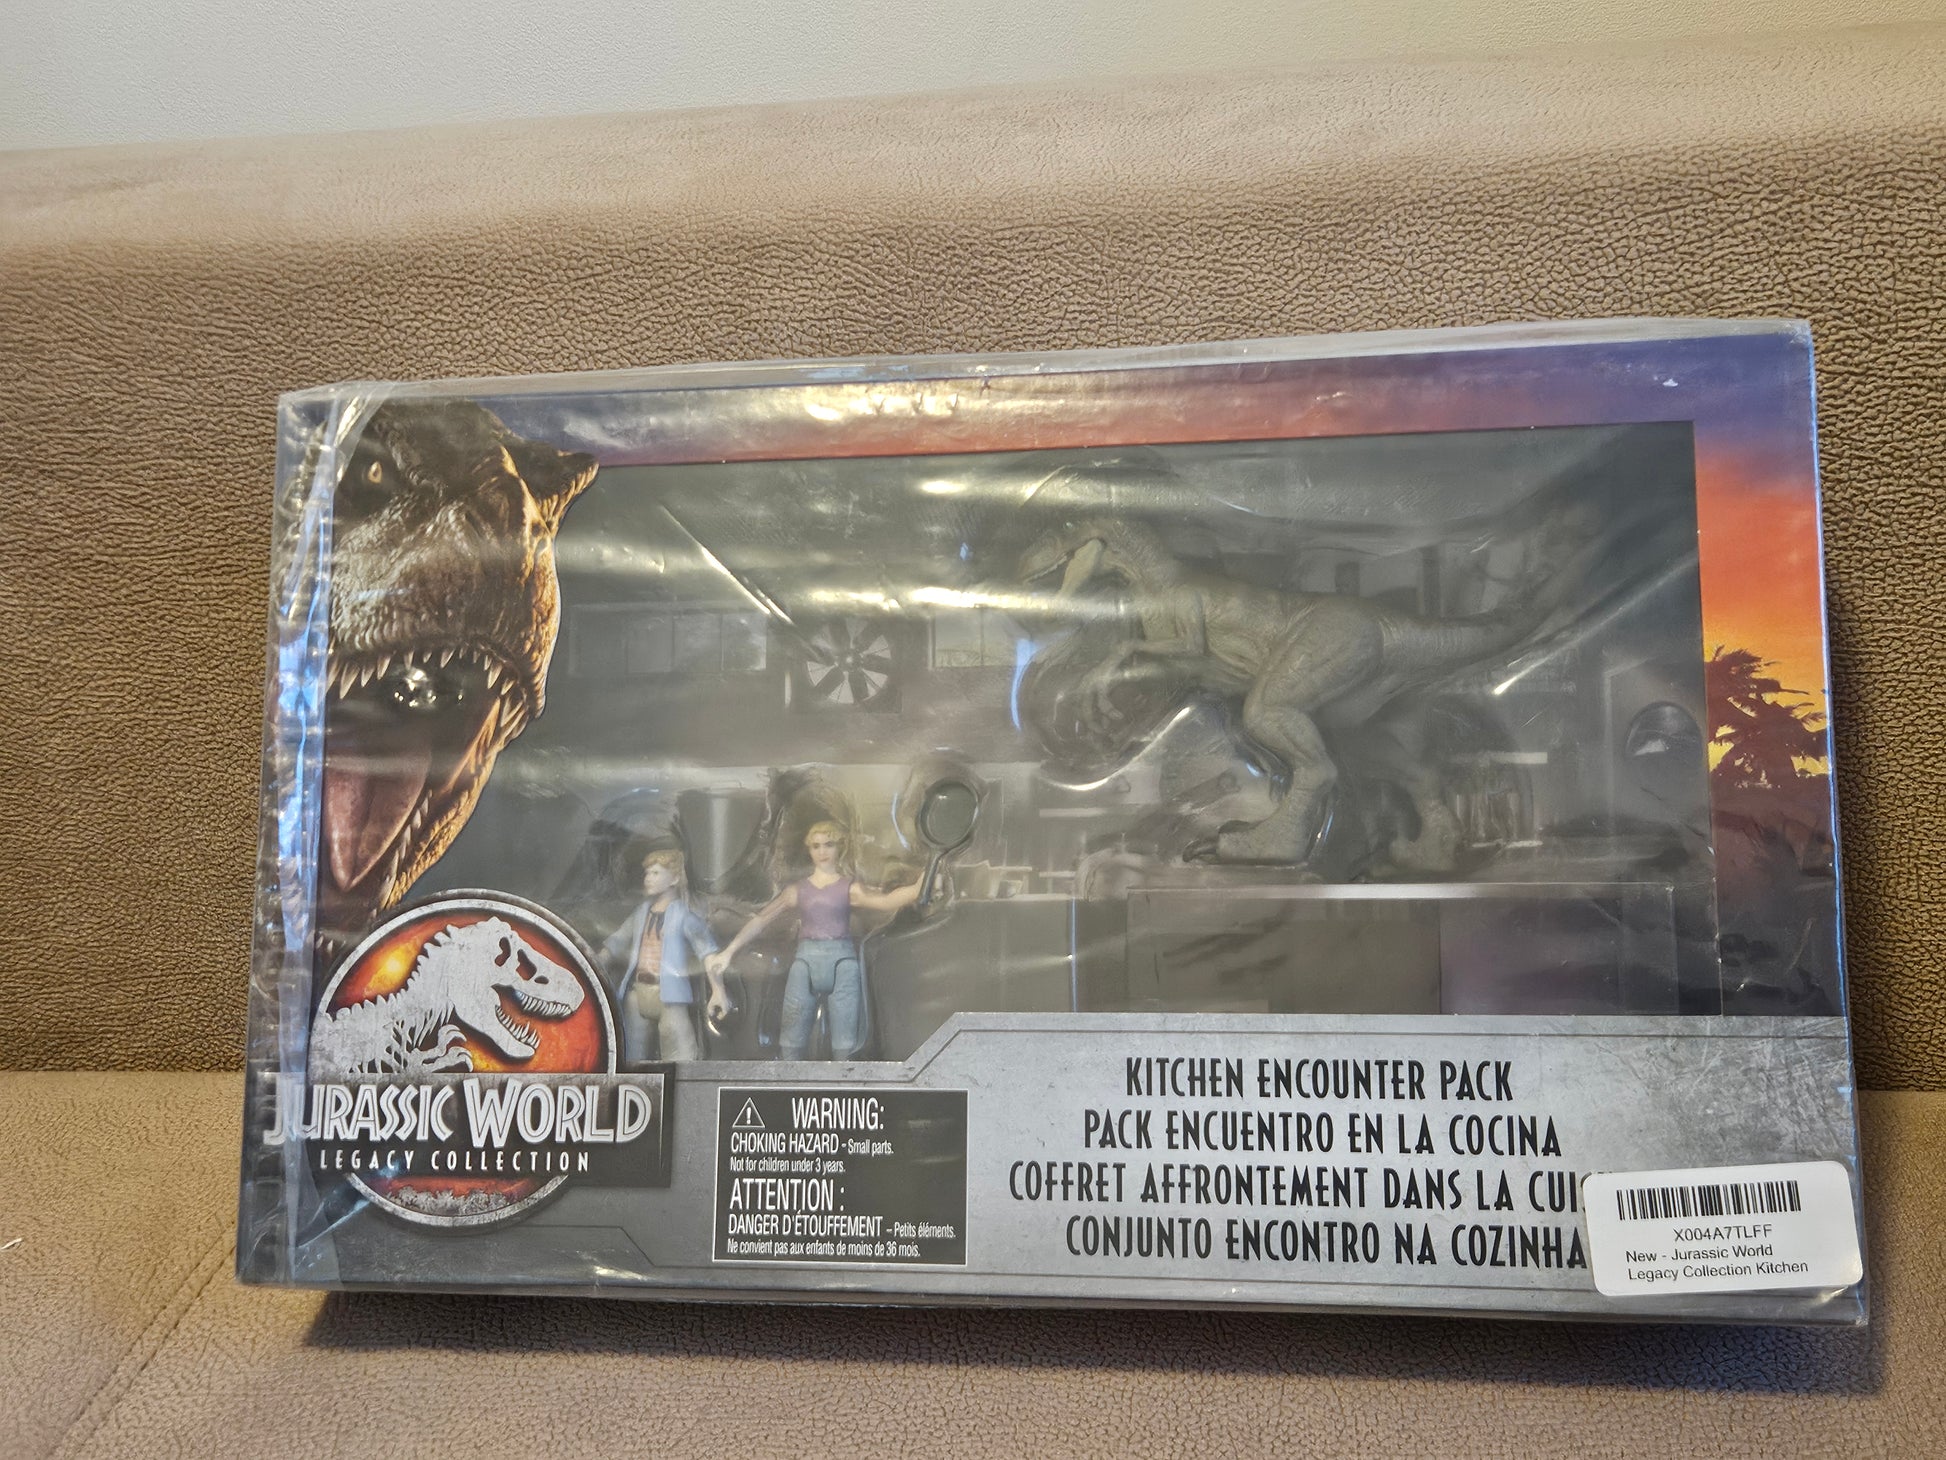 JURASSIC WORLD
LEGACY COLLECTION
WARNING:
CHOKING HAZARD - Small parts.
Not for children under 3 years.
ATTENTION :
DANGER D'ÉTOUFFEMENT – Petits éléments.
Ne convient pas aux enfants de moins de 36 mois.
KITCHEN ENCOUNTER PACK
PACK ENCUENTRO EN LA COCINA
COFFRET AFFRONTEMENT DANS LA CUIS
CONJUNTO ENCONTRO NA COZINHA
X004A7TLFF
New - Jurassic World
Legacy Collection Kitchen